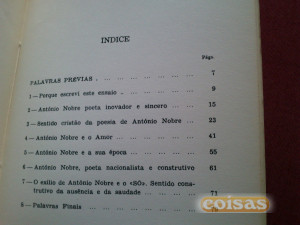 INDICE
Pág.
PALAVRAS PRÉVIAS . ... ... ... ... ... 7
1 — Porque escrevi este ensaio ... ... ... 9
2 — António Nobre poeta inovador e sincero ... 15
3 — Sentido cristão da poesia de António Nobre ... 23
4 — António Nobre e o Amor ... ... ... 41
5 — António Nobre e a sua época ... ... ... 55
6 — António Nobre, poeta nacionalista e construtivo 61
7 — O exílio de António Nobre e o «SÓ». Sentido cons-
trutivo da ausência e da saudade ... ... 71
8 — Palavras Finais ... ... ...
coisas